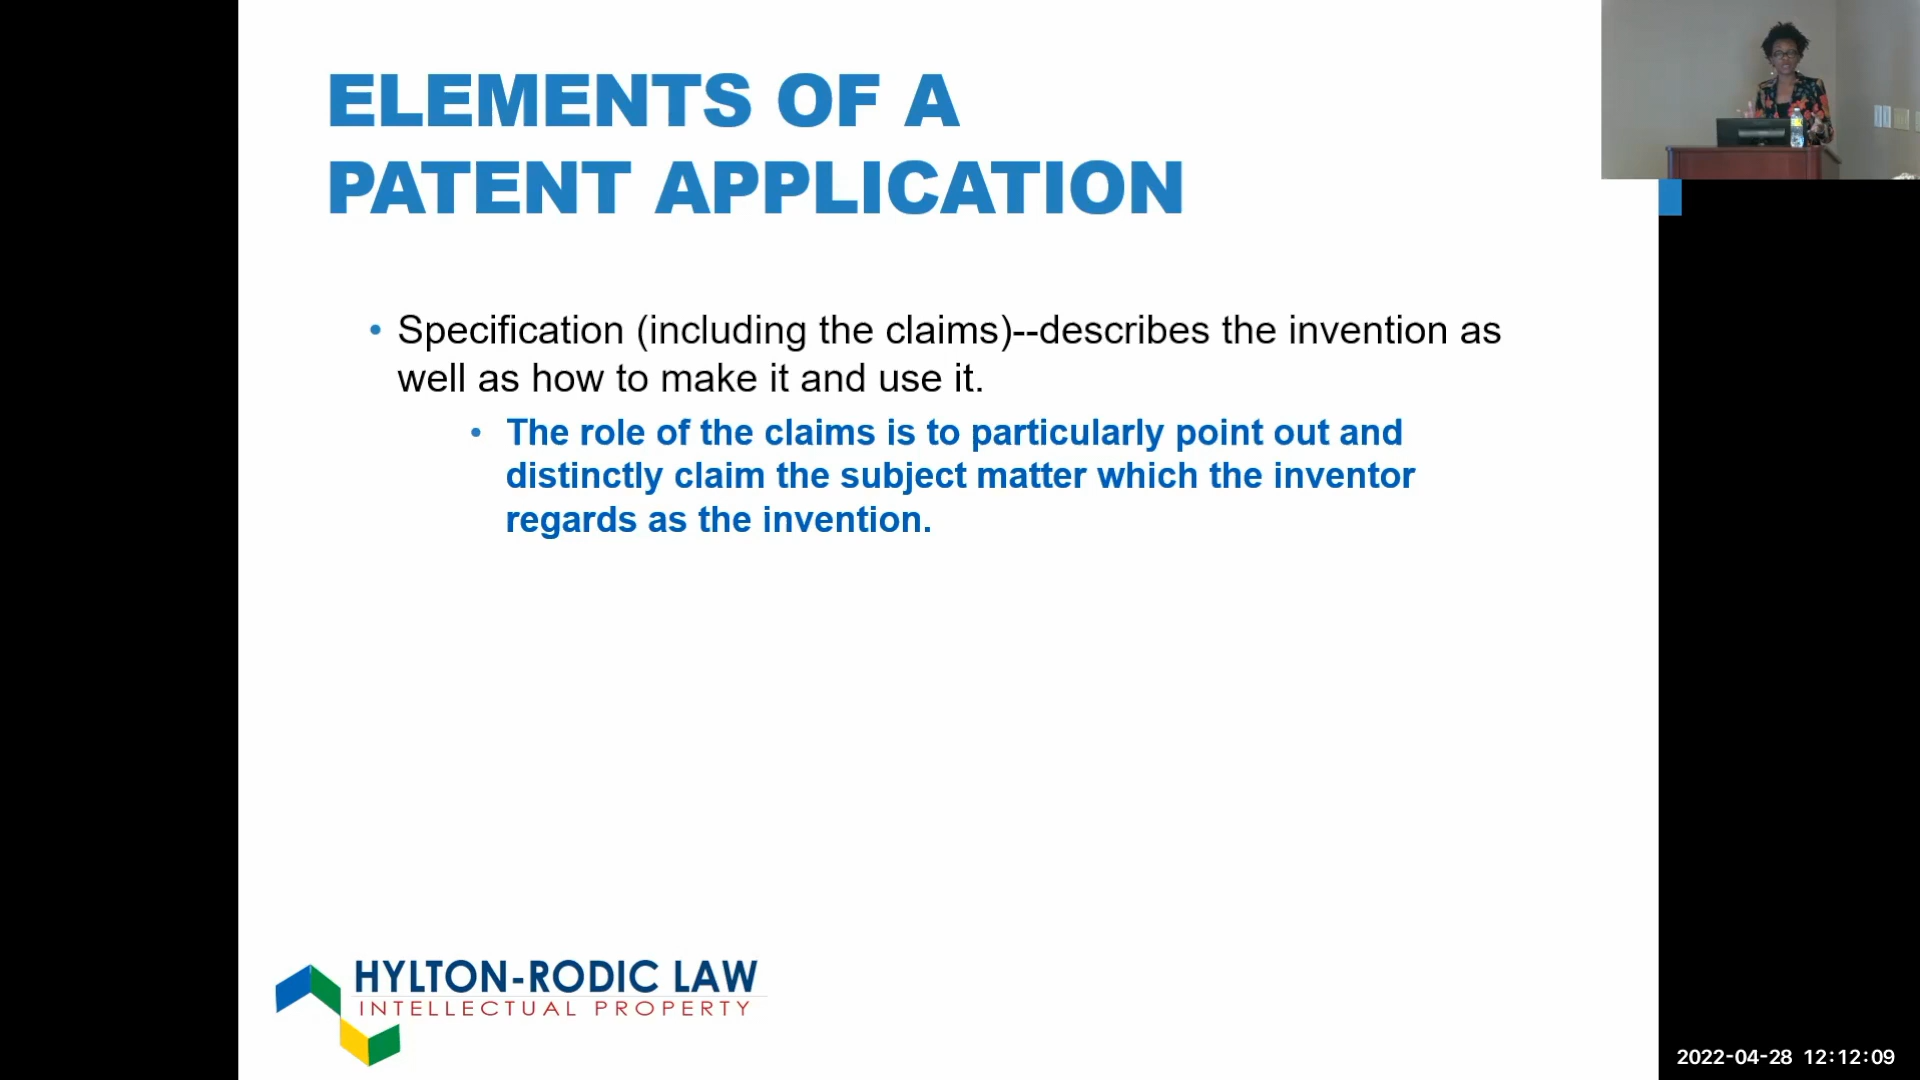 ELEMENTS OF A
PATENT APPLICATION
• Specification (including the claims)--describes the invention as
well as how to make it and use it.
• The role of the claims is to particularly point out and
distinctly claim the subject matter which the inventor
regards as the invention.
HYLTON-RODIC LAW
INTELLECTUAL PROPERTY
2022-04-28 12:12:09